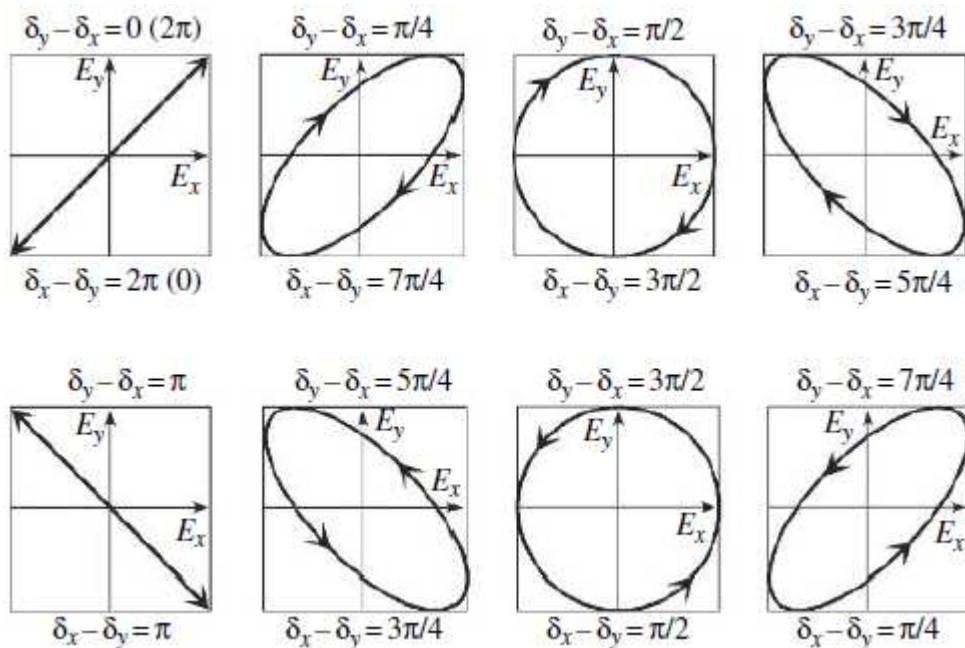 δy – δx = 0 (2π) δy – δx = π/4 δy – δx = π/2 δy – δx = 3π/4
Ey Ey Ey Ey
Ex Ex Ex Ex
δx – δy = 2π (0) δx – δy = 7π/4 δx – δy = 3π/2 δx – δy = 5π/4
δy – δx = π δy – δx = 5π/4 δy – δx = 3π/2 δy – δx = 7π/4
Ey Ey Ey Ey
Ex Ex Ex Ex
δx – δy = π δx – δy = 3π/4 δx – δy = π/2 δx – δy = π/4